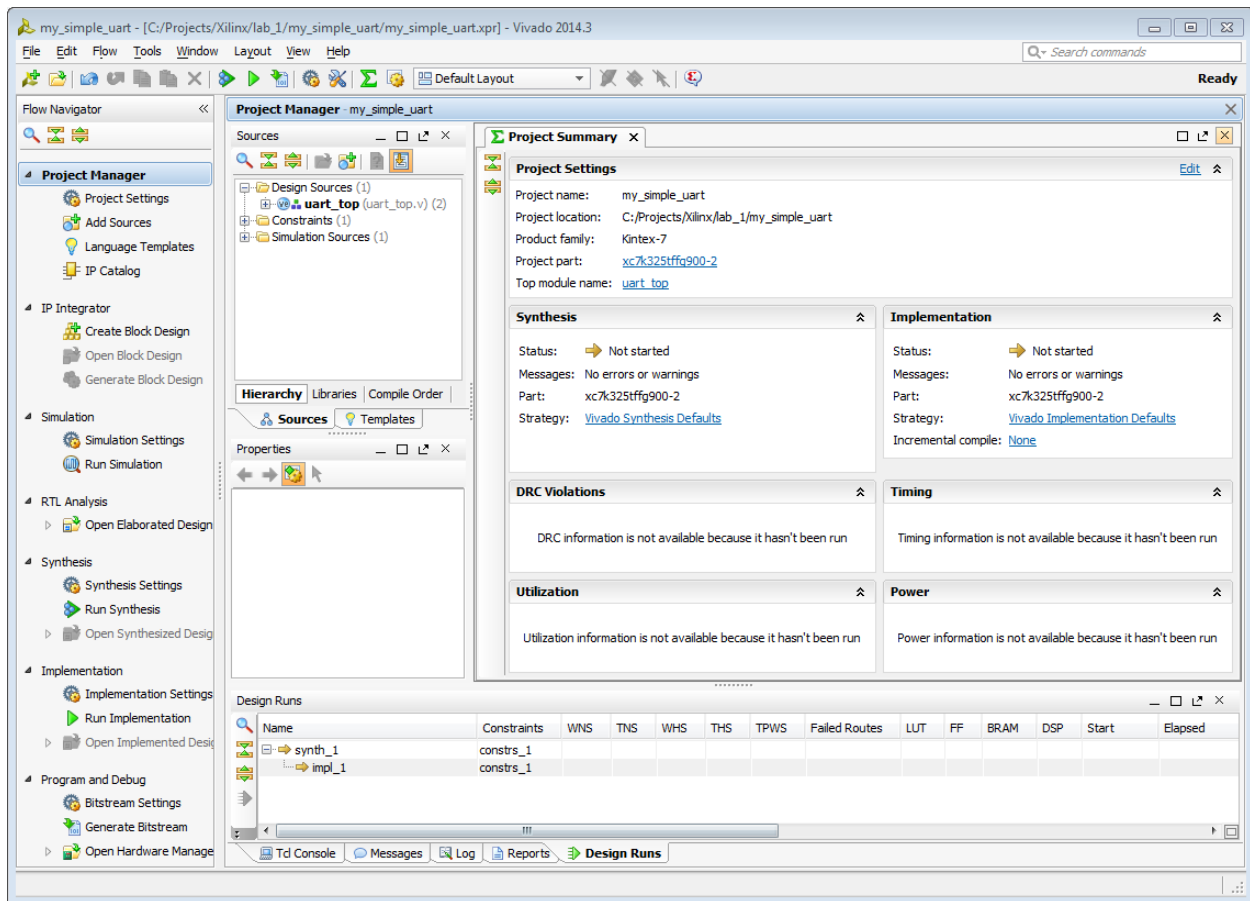 my_simple_uart - [C:/Projects/Xilinx/lab_1/my_simple_uart/my_simple_uart.xpr] - Vivado 2014.3
File Edit Flow Tools Window Layout View Help
Search commands
Default Layout
Ready
Flow Navigator
Project Manager
Project Settings
Add Sources
Language Templates
IP Catalog
IP Integrator
Create Block Design
Open Block Design
Generate Block Design
Simulation
Simulation Settings
Run Simulation
RTL Analysis
Open Elaborated Design
Synthesis
Synthesis Settings
Run Synthesis
Open Synthesized Desig
Implementation
Implementation Settings
Run Implementation
Open Implemented Desig
Program and Debug
Bitstream Settings
Generate Bitstream
Open Hardware Manage
Project Manager - my_simple_uart
Sources
Design Sources (1)
uart_top (uart_top.v) (2)
Constraints (1)
Simulation Sources (1)
Hierarchy Libraries Compile Order
Sources Templates
Properties
Project Summary
Project Settings
Edit
Project name: my_simple_uart
Project location: C:/Projects/Xilinx/lab_1/my_simple_uart
Product family: Kintex-7
Project part: xc7k325tffg900-2
Top module name: uart_top
Synthesis
Status: Not started
Messages: No errors or warnings
Part: xc7k325tffg900-2
Strategy: Vivado Synthesis Defaults
Implementation
Status: Not started
Messages: No errors or warnings
Part: xc7k325tffg900-2
Strategy: Vivado Implementation Defaults
Incremental compile: None
DRC Violations
DRC information is not available because it hasn't been run
Timing
Timing information is not available because it hasn't been run
Utilization
Utilization information is not available because it hasn't been run
Power
Power information is not available because it hasn't been run
Design Runs
Name Constraints WNS TNS WHS THS TPWS Failed Routes LUT FF BRAM DSP Start Elapsed
synth_1 constrs_1
impl_1 constrs_1
Tcl Console Messages Log Reports Design Runs